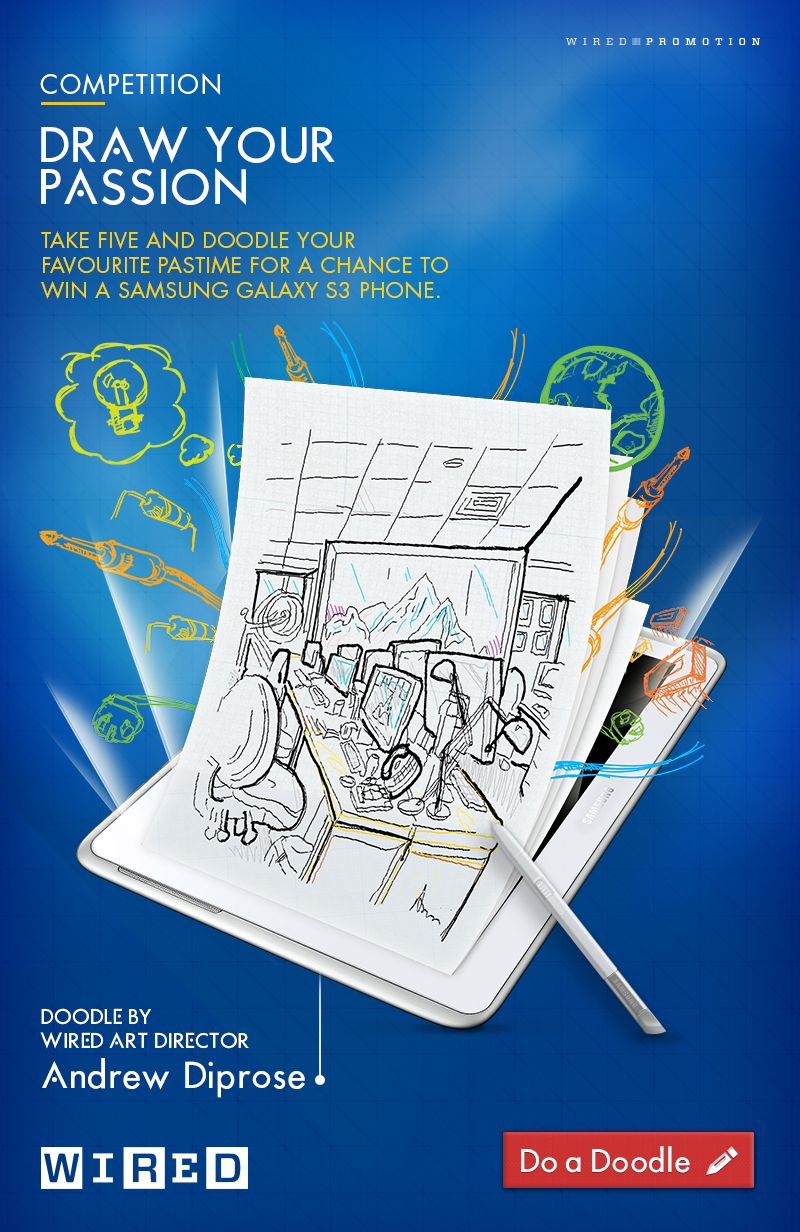 WIRED PROMOTION
COMPETITION
DRAW YOUR
PASSION
TAKE FIVE AND DOODLE YOUR
FAVOURITE PASTIME FOR A CHANCE TO
WIN A SAMSUNG GALAXY S3 PHONE.
SAMSUNG
DOODLE BY
WIRED ART DIRECTOR
Andrew Diprose
WIRED
Do a Doodle